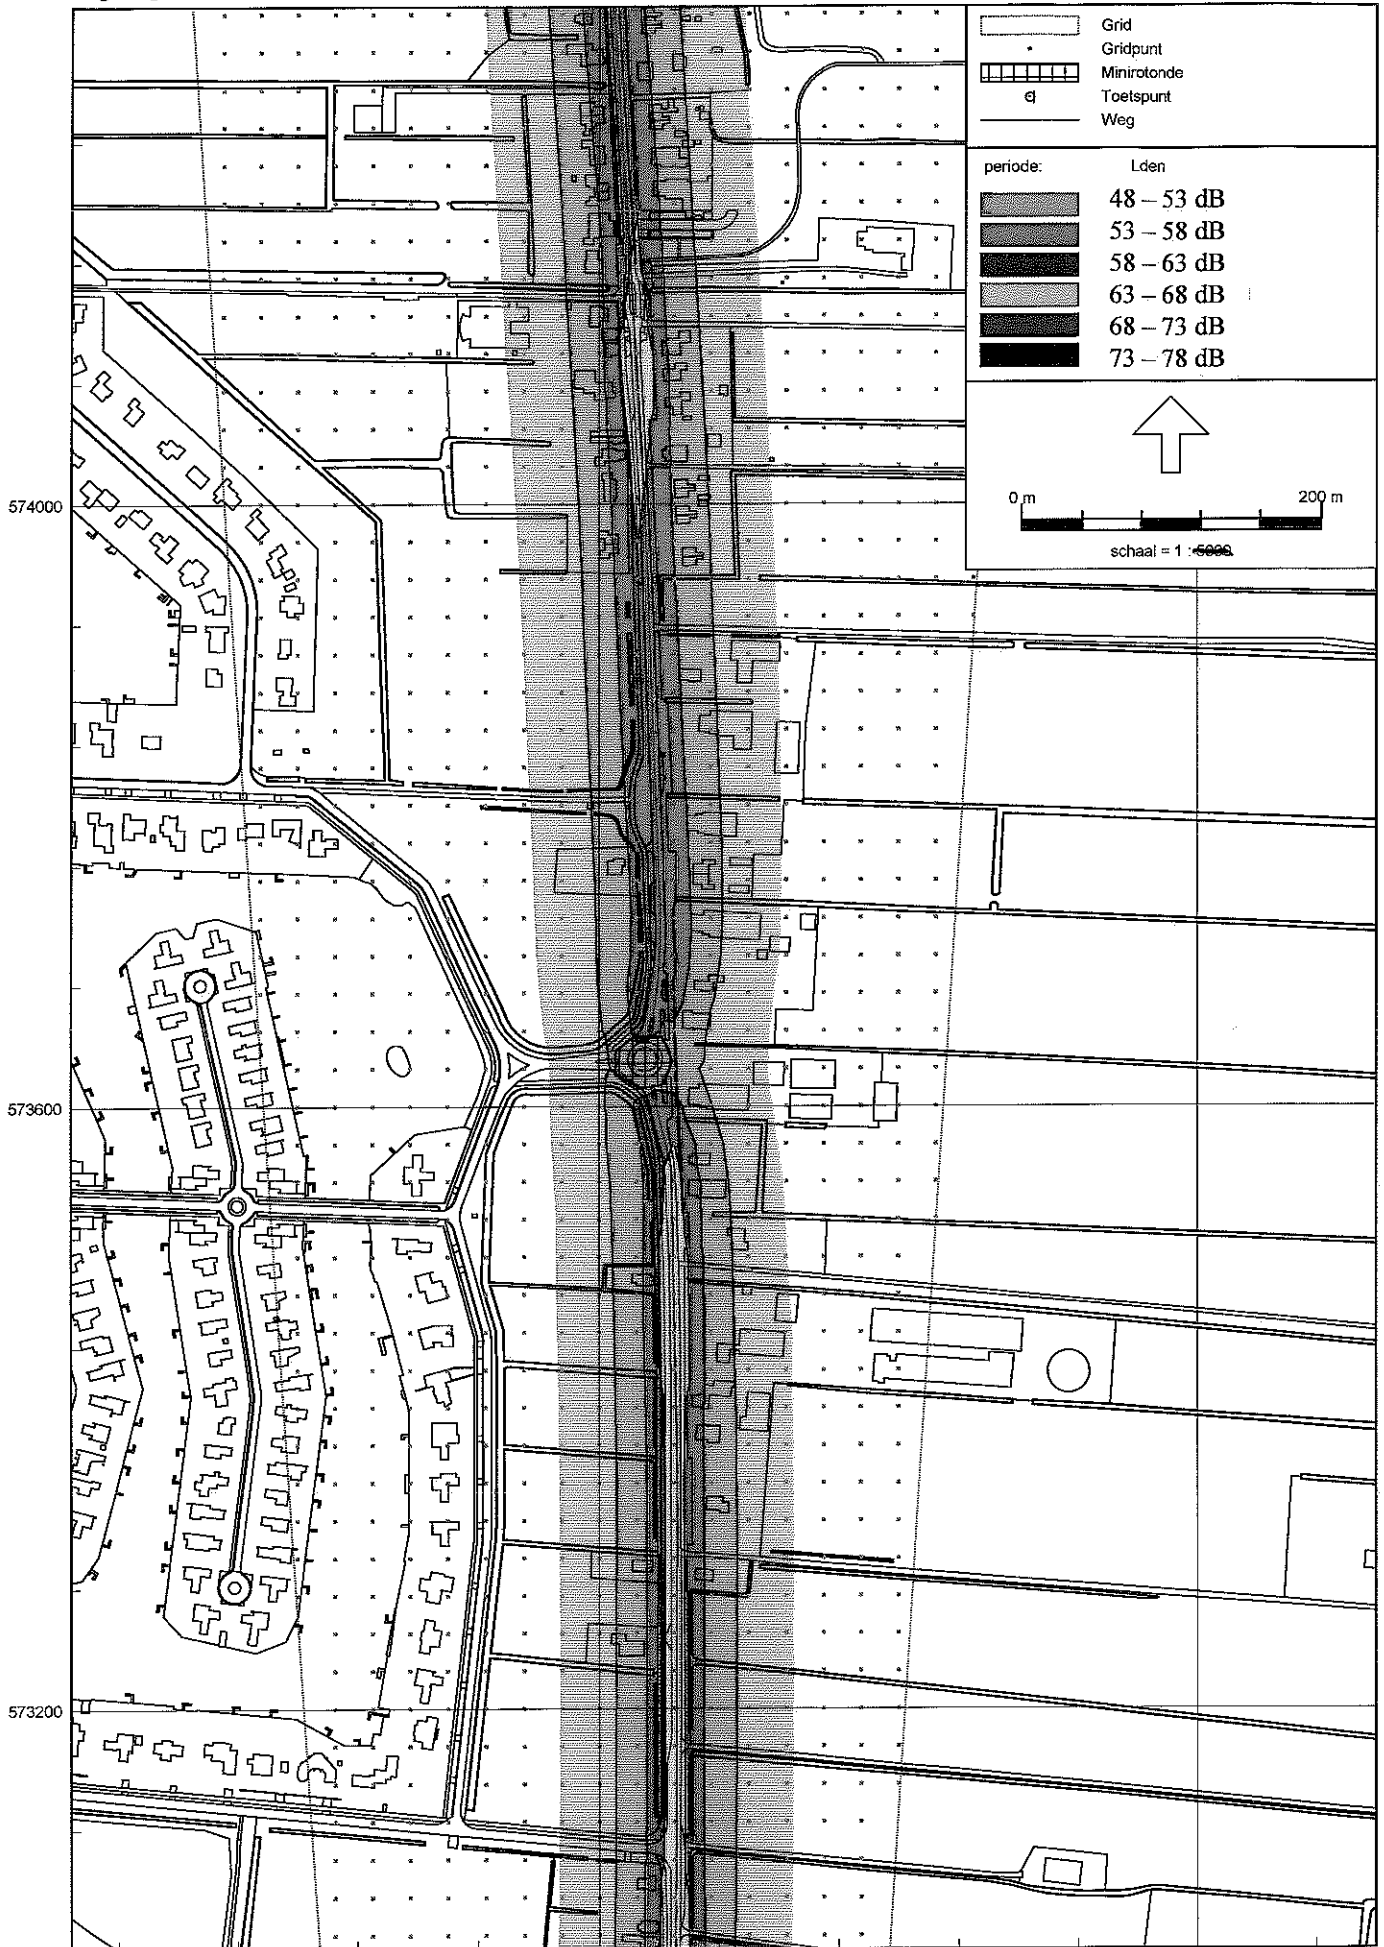 Grid
Gridpunt
Minirotonde
Toetspunt
Weg
periode: Lden
48 – 53 dB
53 – 58 dB
58 – 63 dB
63 – 68 dB
68 – 73 dB
73 – 78 dB
0 m 200 m
schaal = 1 : 5000
574000
573600
573200